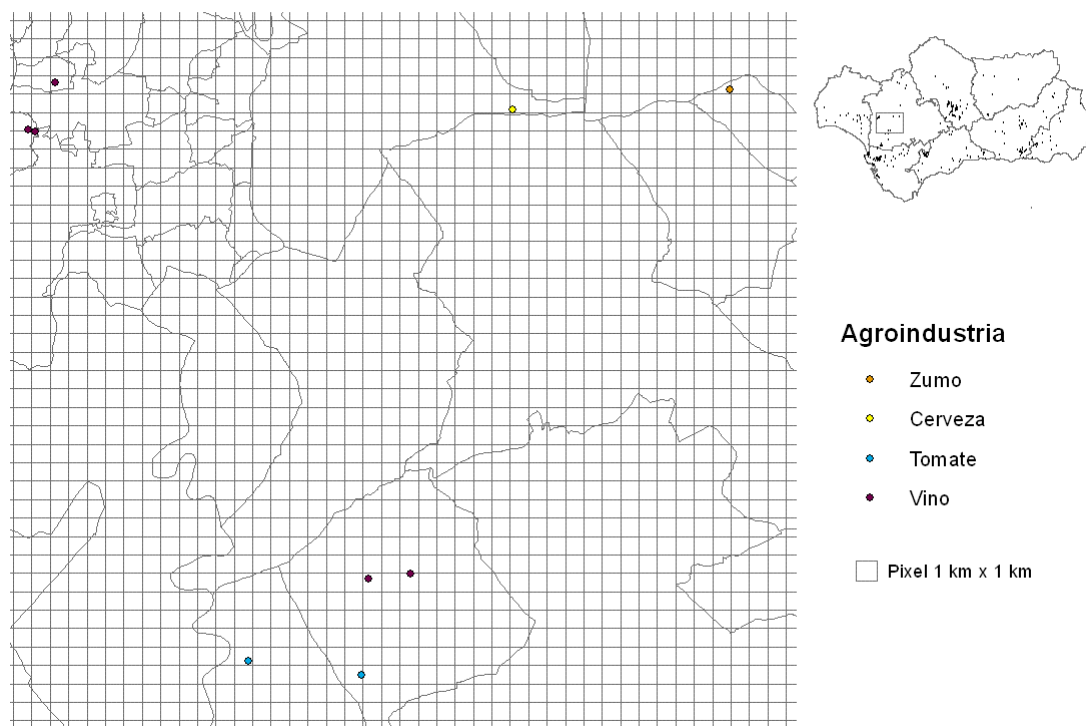 Agroindustria
Zumo
Cerveza
Tomate
Vino
Pixel 1 km x 1 km